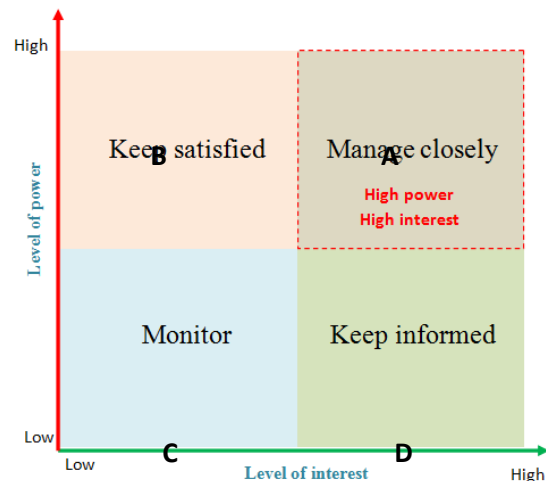 High
Keep satisfied
B
Manage closely
A
High power
High interest
Level of power
Monitor
Keep informed
Low
Low
C
Level of interest
D
High